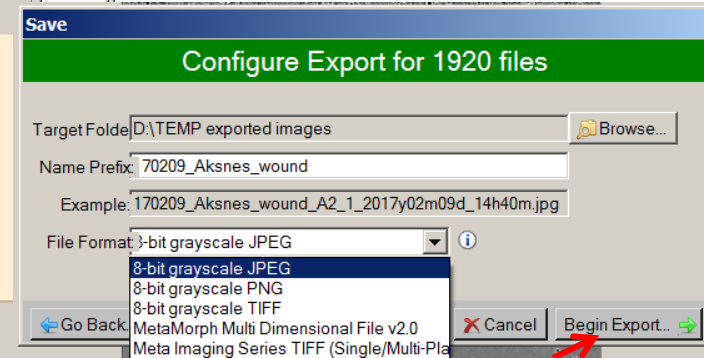 Save
Configure Export for 1920 files
Target Folde D:\TEMP exported images Browse...
Name Prefix: 70209_Aksnes_wound
Example: 170209_Aksnes_wound_A2_1_2017y02m09d_14h40m.jpg
File Format 8-bit grayscale JPEG
8-bit grayscale JPEG
8-bit grayscale PNG
8-bit grayscale TIFF
MetaMorph Multi Dimensional File v2.0
Meta Imaging Series TIFF (Single/Multi-Pla
Go Back. Cancel Begin Export...